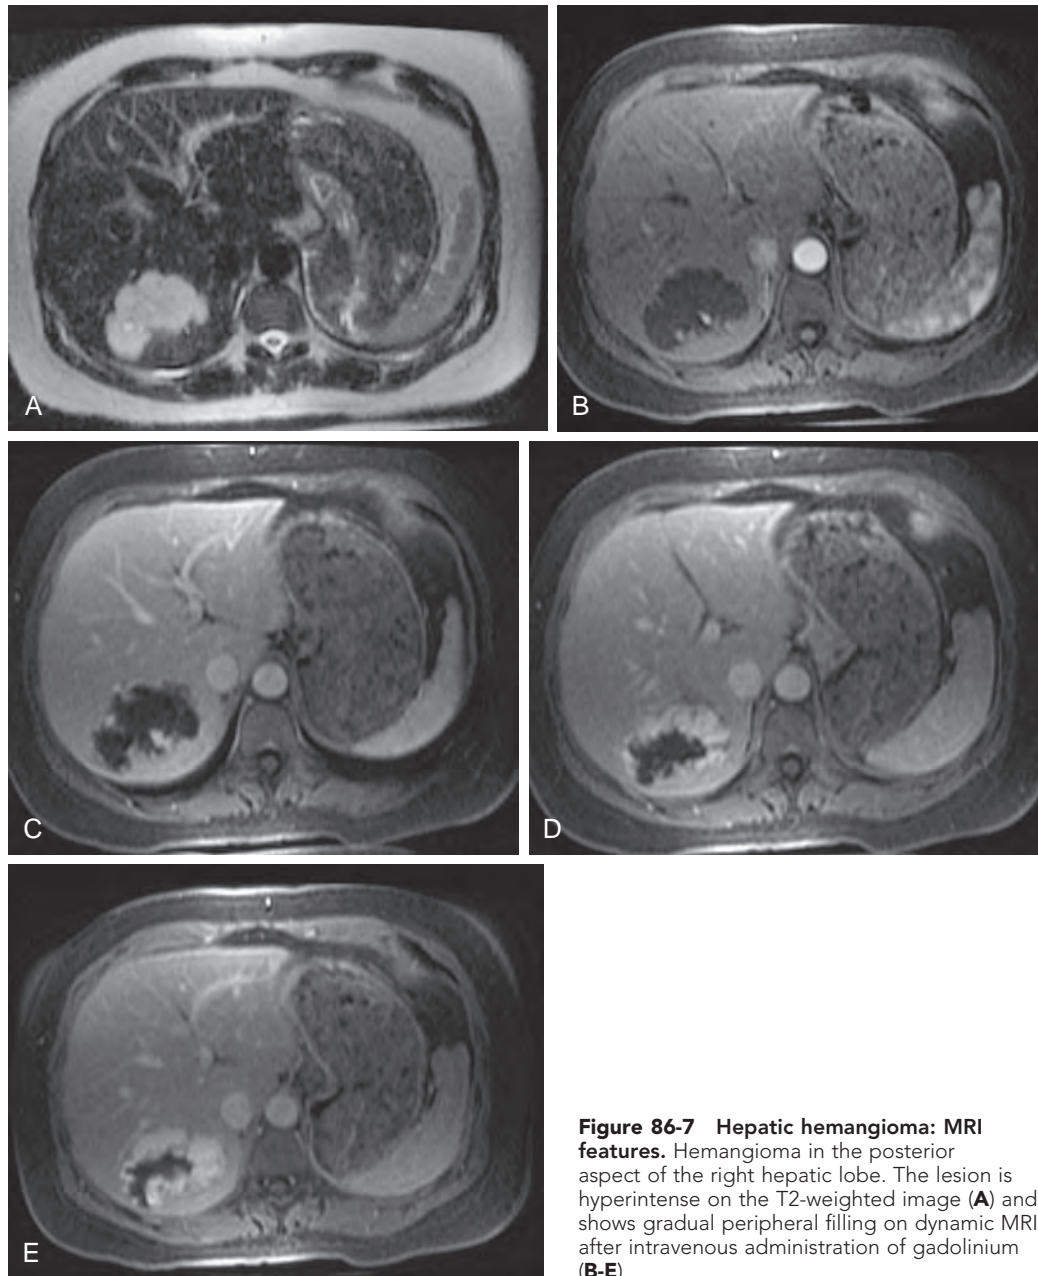 A
B
C
D
E
Figure 86-7 Hepatic hemangioma: MRI
features. Hemangioma in the posterior
aspect of the right hepatic lobe. The lesion is
hyperintense on the T2-weighted image (A) and
shows gradual peripheral filling on dynamic MRI
after intravenous administration of gadolinium
(B-E)